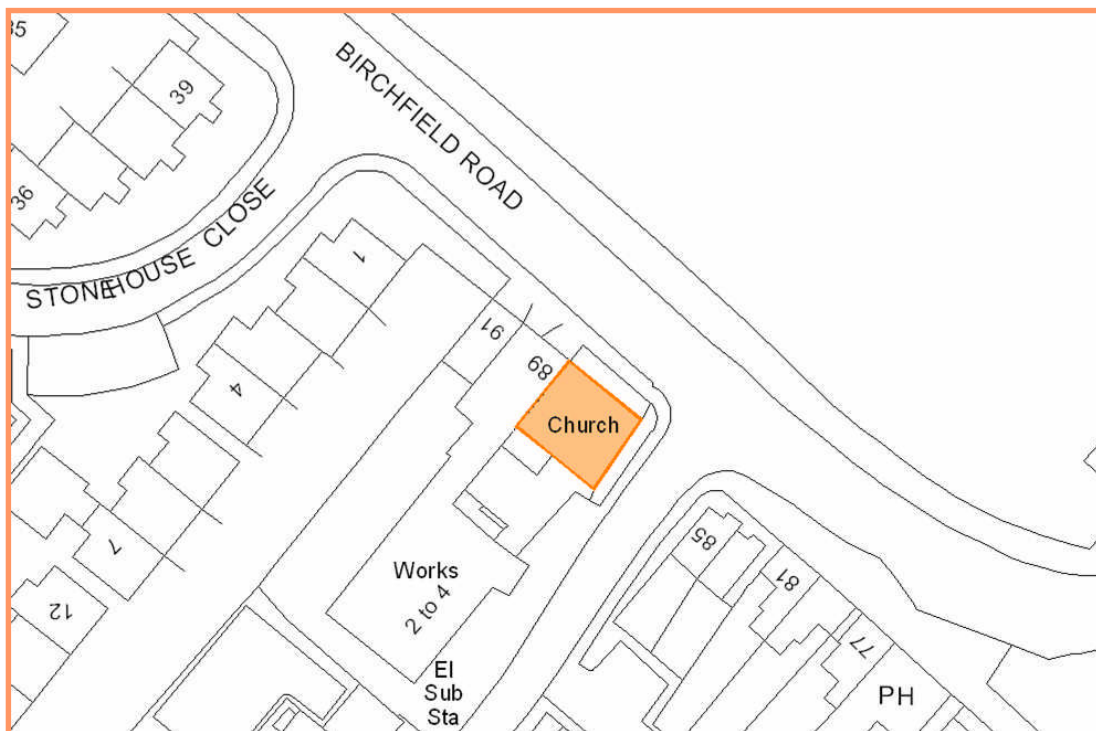 35
39
BIRCHFIELD ROAD
36
STONEHOUSE CLOSE
1
91
89
4
Church
85
7
Works
81
2 to 4
12
77
El
Sub
Sta
PH